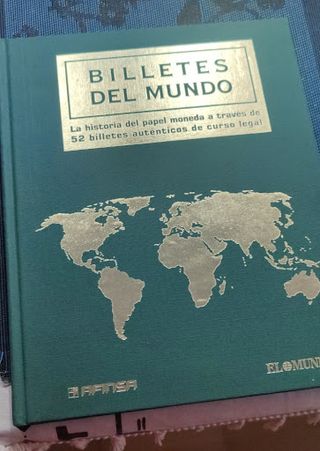 BILLETES
DEL MUNDO
La historia del papel moneda a través de
52 billetes auténticos de curso legal
AFINSA